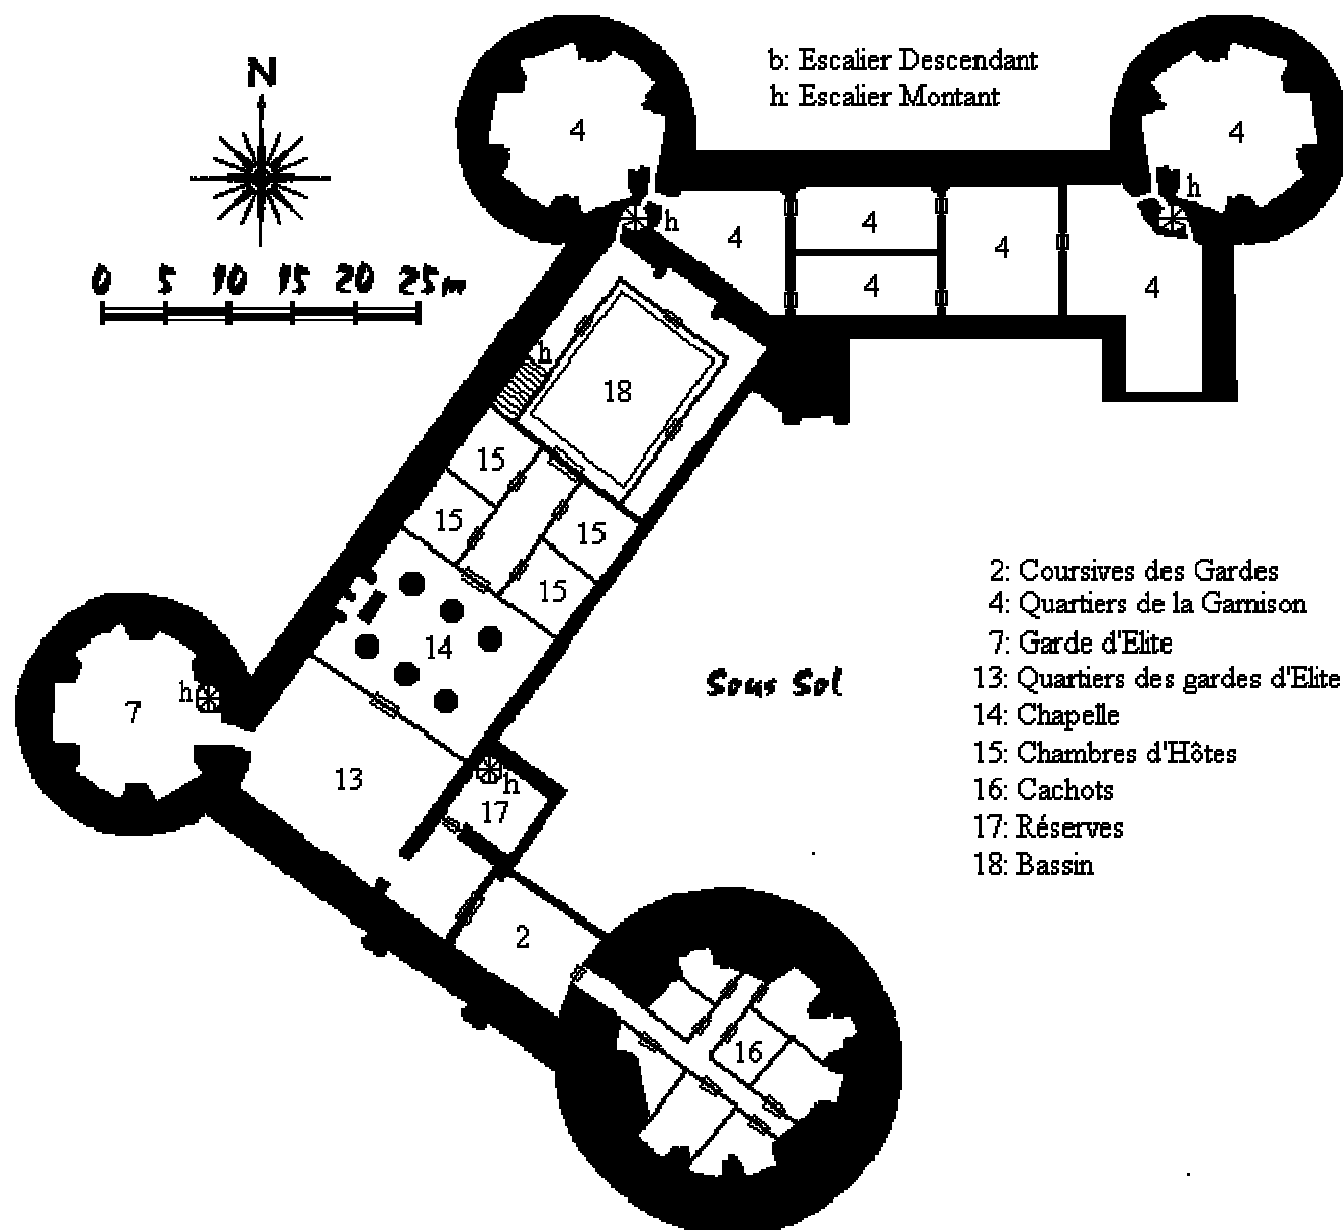 b: Escalier Descendant
h: Escalier Montant
N
0 5 10 15 20 25m
4
4
h
h
4
4
4
4
4
h
18
15
15
15
15
14
h
7
13
h
17
2
16
Sous Sol
2: Coursives des Gardes
4: Quartiers de la Garnison
7: Garde d'Elite
13: Quartiers des gardes d'Elite
14: Chapelle
15: Chambres d'Hôtes
16: Cachots
17: Réserves
18: Bassin